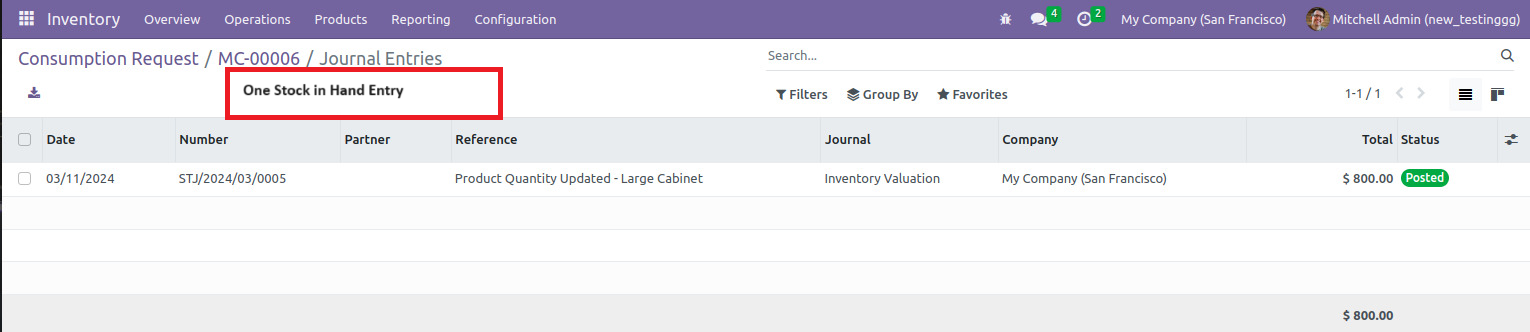 Inventory Overview Operations Products Reporting Configuration 4 2 My Company (San Francisco) Mitchell Admin (new_testinggg)
Consumption Request / MC-00006 / Journal Entries Search...
One Stock in Hand Entry Filters Group By Favorites 1-1 / 1
Date Number Partner Reference Journal Company Total Status
03/11/2024 STJ/2024/03/0005 Product Quantity Updated - Large Cabinet Inventory Valuation My Company (San Francisco) $ 800.00 Posted
$ 800.00